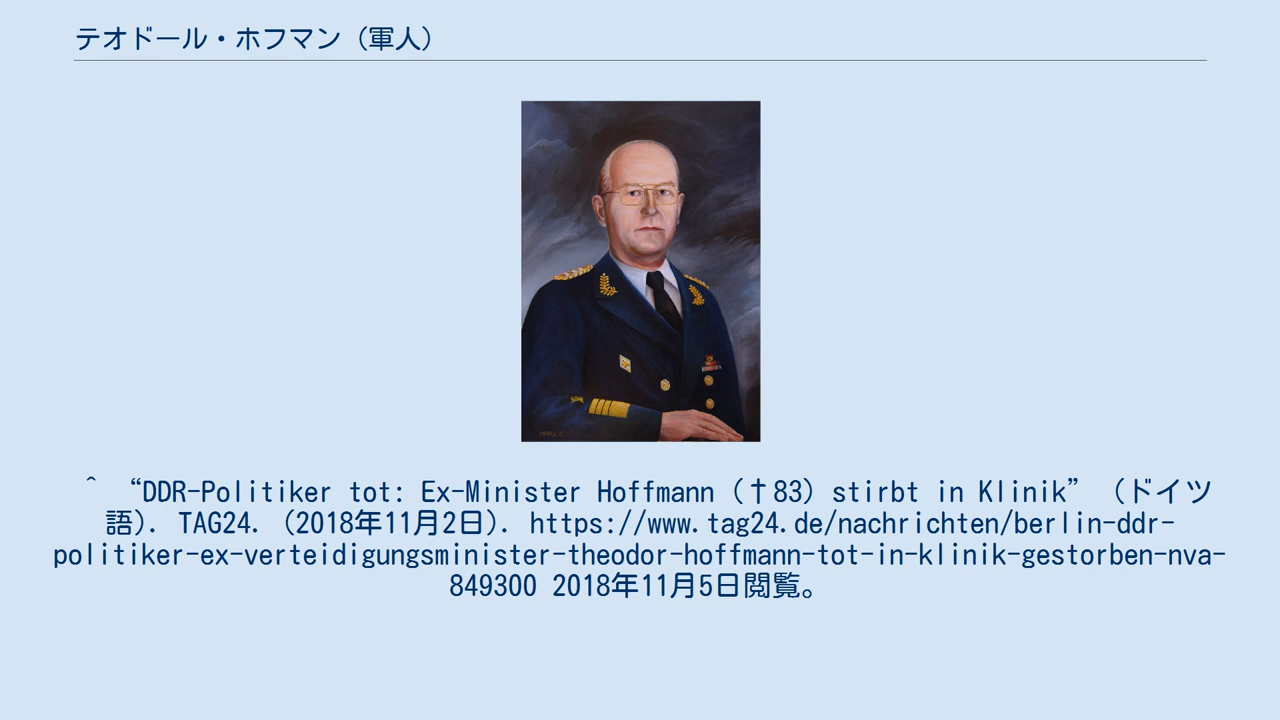 テオドール・ホフマン（軍人）
^ “DDR-Politiker tot: Ex-Minister Hoffmann (†83) stirbt in Klinik” (ドイツ
語). TAG24. (2018年11月2日). https://www.tag24.de/nachrichten/berlin-ddr-
politiker-ex-verteidigungsminister-theodor-hoffmann-tot-in-klinik-gestorben-nva-
849300 2018年11月5日閲覧。